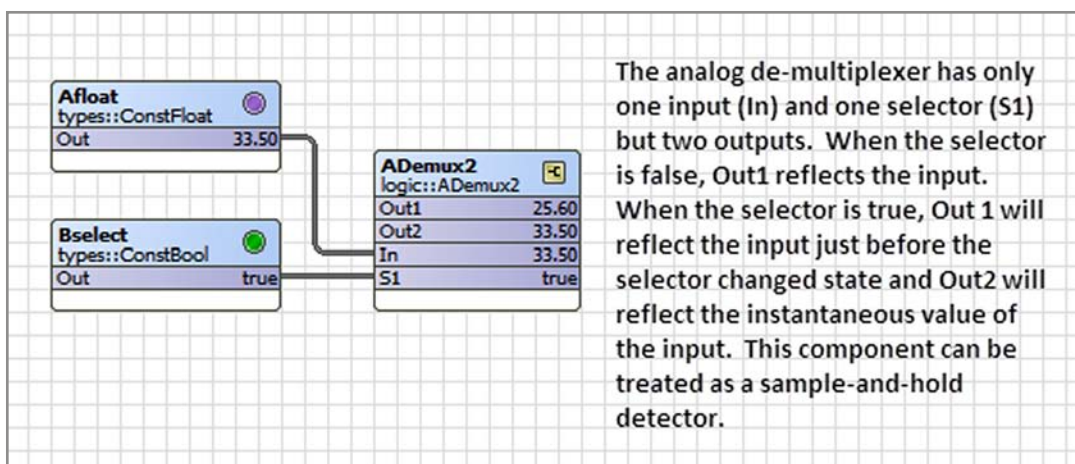 Afloat
types::ConstFloat
Out 33.50
Bselect
types::ConstBool
Out true
ADemux2
logic::ADemux2
Out1 25.60
Out2 33.50
In 33.50
S1 true
The analog de-multiplexer has only
one input (In) and one selector (S1)
but two outputs. When the selector
is false, Out1 reflects the input.
When the selector is true, Out 1 will
reflect the input just before the
selector changed state and Out2 will
reflect the instantaneous value of
the input. This component can be
treated as a sample-and-hold
detector.